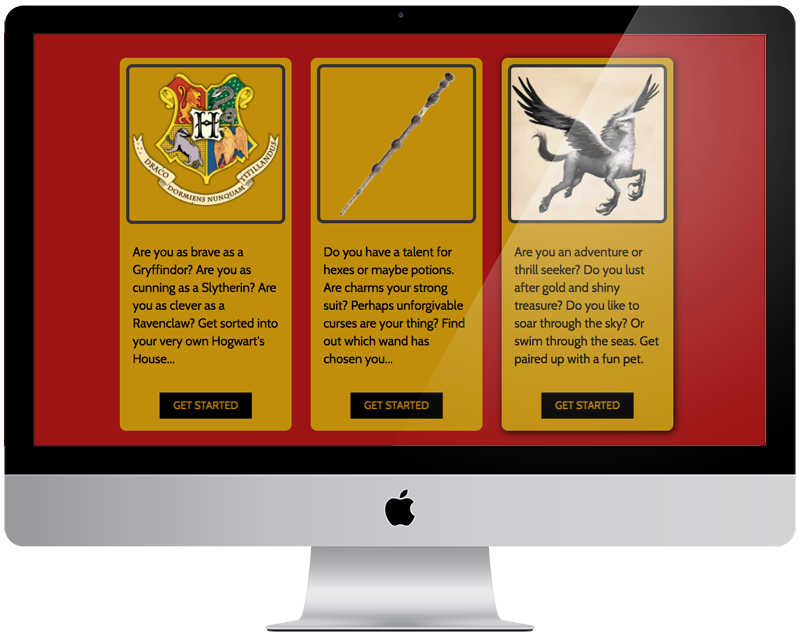 H
DRACO DORMIENS NUNQUAM TITILLANDUS
Are you as brave as a
Gryffindor? Are you as
cunning as a Slytherin? Are
you as clever as a
Ravenclaw? Get sorted into
your very own Hogwart's
House...
GET STARTED
Do you have a talent for
hexes or maybe potions.
Are charms your strong
suit? Perhaps unforgivable
curses are your thing? Find
out which wand has
chosen you...
GET STARTED
Are you an adventure or
thrill seeker? Do you lust
after gold and shiny
treasure? Do you like to
soar through the sky? Or
swim through the seas. Get
paired up with a fun pet.
GET STARTED